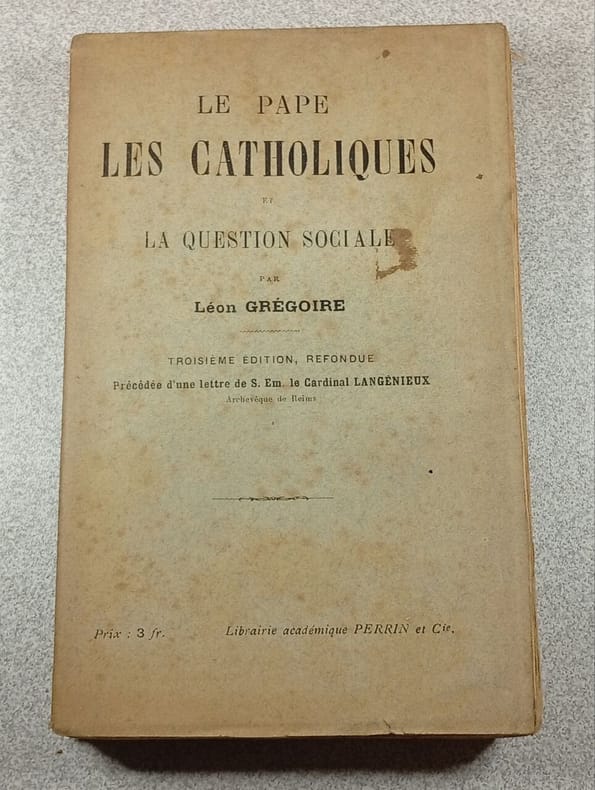 LE PAPE
LES CATHOLIQUES
ET
LA QUESTION SOCIALE
PAR
Léon GRÉGOIRE
TROISIÈME ÉDITION, REFONDUE
Précédée d'une lettre de S. Em. le Cardinal LANGÉNIEUX
Archevêque de Reims
Prix : 3 fr.
Librairie académique PERRIN et Cie.